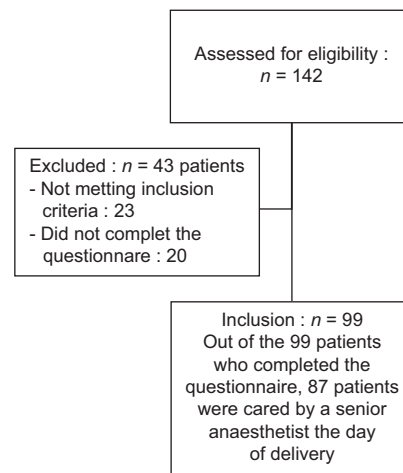 Assessed for eligibility :
n = 142
Excluded : n = 43 patients
- Not metting inclusion
criteria : 23
- Did not complet the
questionnare : 20
Inclusion : n = 99
Out of the 99 patients
who completed the
questionnaire, 87 patients
were cared by a senior
anaesthetist the day
of delivery